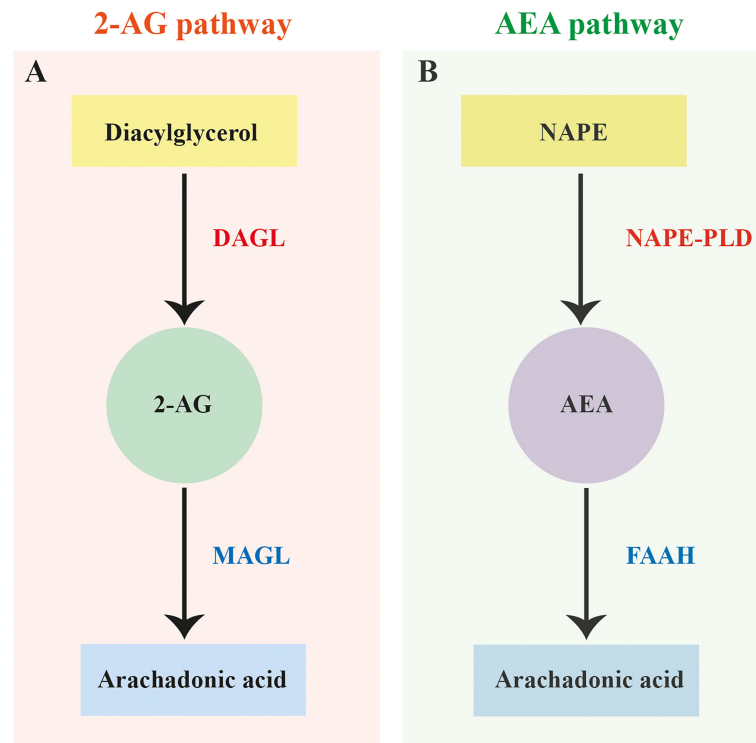 2-AG pathway
A
Diacylglycerol
DAGL
2-AG
MAGL
Arachadonic acid
AEA pathway
B
NAPE
NAPE-PLD
AEA
FAAH
Arachadonic acid